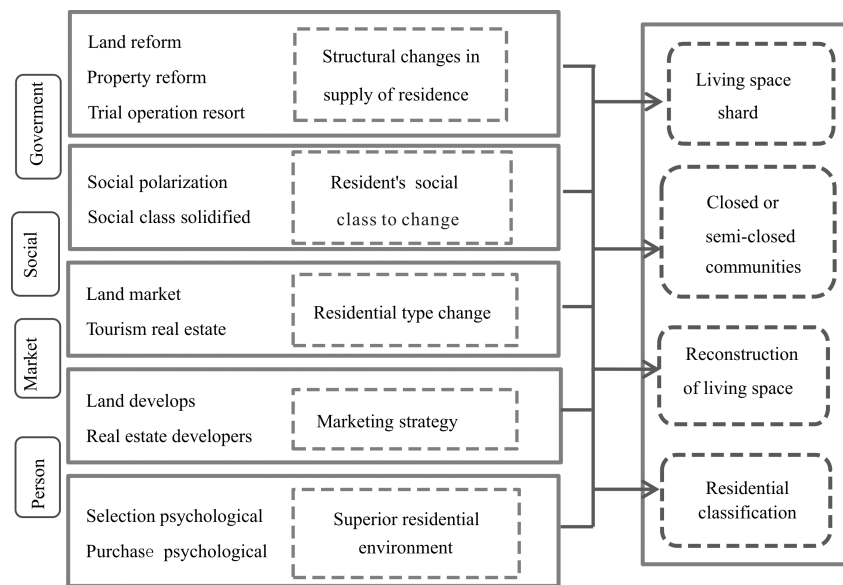 Goverment
Social
Market
Person
Land reform
Property reform
Trial operation resort
Structural changes in
supply of residence
Social polarization
Social class solidified
Resident's social
class to change
Land market
Tourism real estate
Residential type change
Land develops
Real estate developers
Marketing strategy
Selection psychological
Purchase psychological
Superior residential
environment
Living space
shard
Closed or
semi-closed
communities
Reconstruction
of living space
Residential
classification